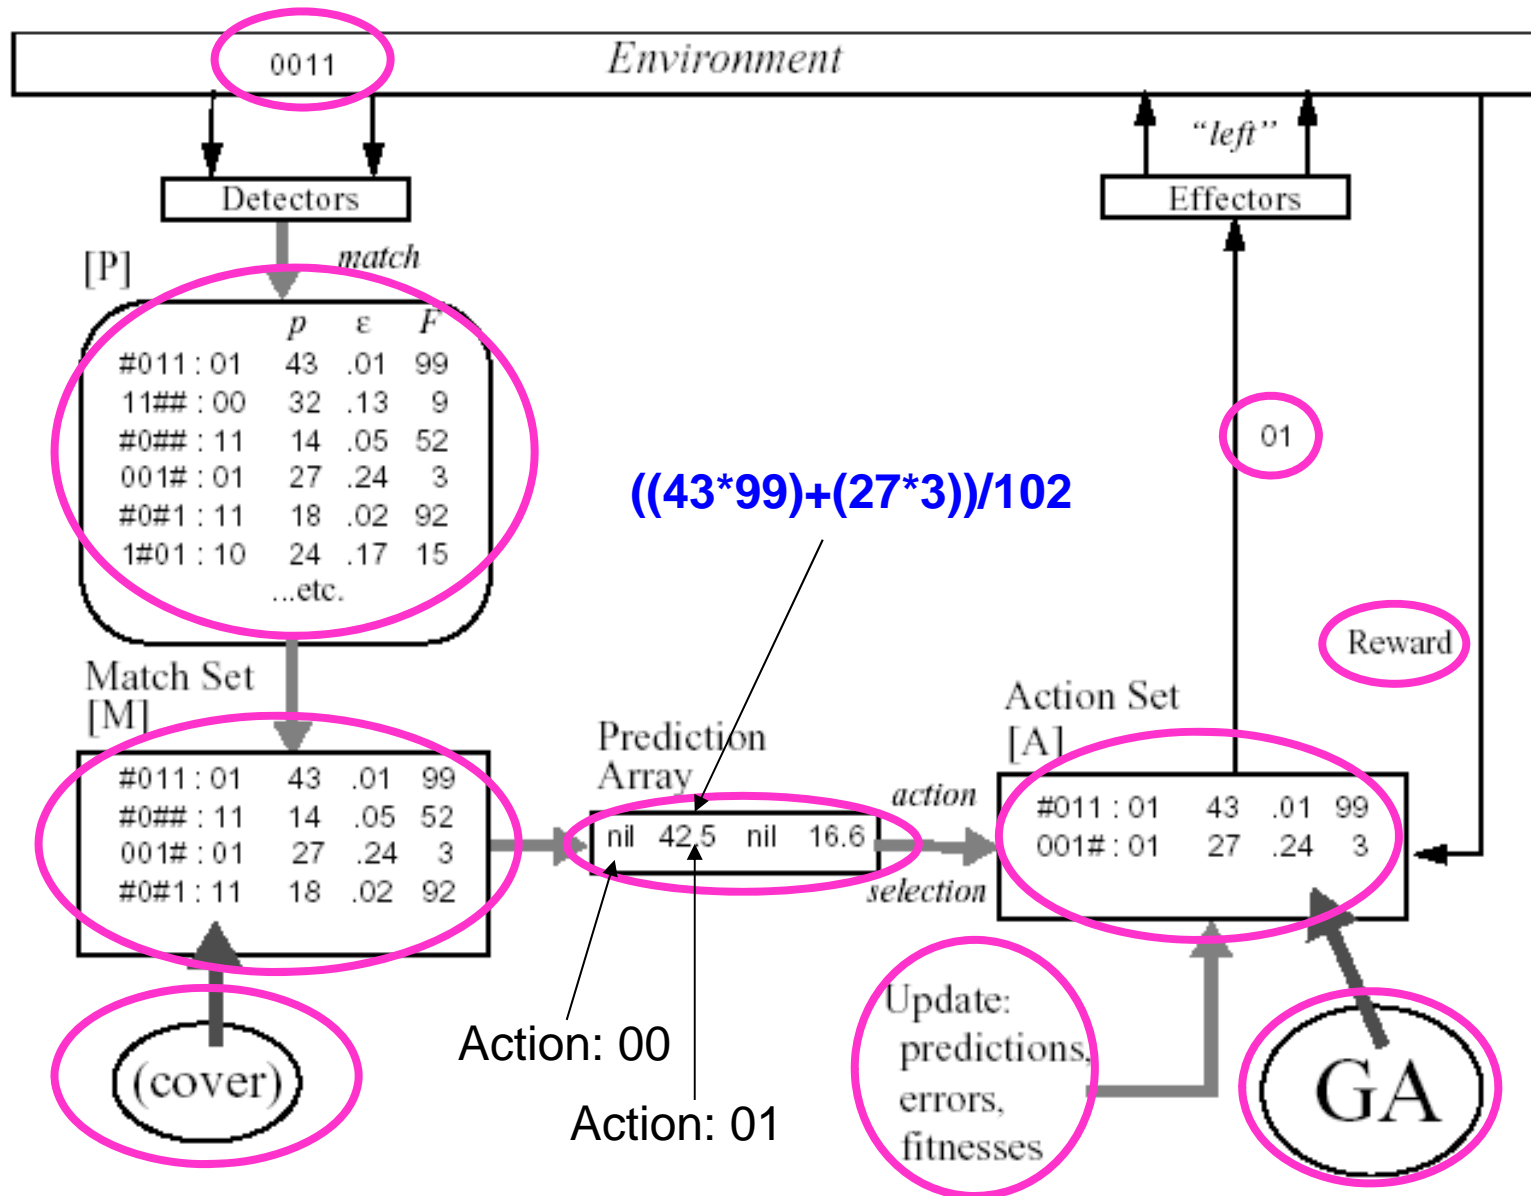 0011
Environment
"left"
Detectors
Effectors
[P]
match
p ε F
#011 : 01 43 .01 99
11## : 00 32 .13 9
#0## : 11 14 .05 52
001# : 01 27 .24 3
#0#1 : 11 18 .02 92
1#01 : 10 24 .17 15
...etc.
01
((43*99)+(27*3))/102
Reward
Match Set
[M]
#011 : 01 43 .01 99
#0## : 11 14 .05 52
001# : 01 27 .24 3
#0#1 : 11 18 .02 92
Prediction
Array
nil 42.5 nil 16.6
action
selection
Action Set
[A]
#011 : 01 43 .01 99
001# : 01 27 .24 3
(cover)
Action: 00
Action: 01
Update:
predictions,
errors,
fitnesses
GA